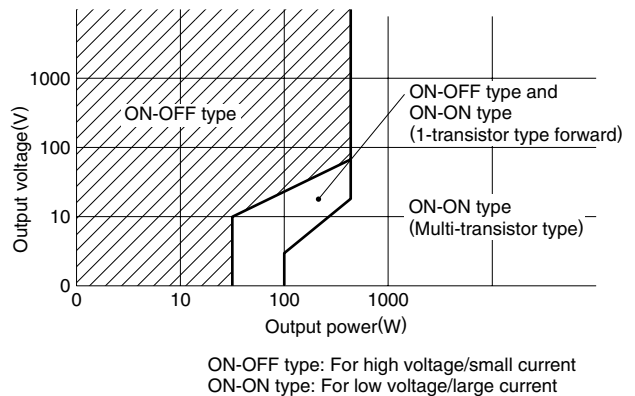 Output voltage(V)
1000
100
10
0
ON-OFF type
ON-OFF type and
ON-ON type
(1-transistor type forward)
ON-ON type
(Multi-transistor type)
0
10
100
1000
Output power(W)
ON-OFF type: For high voltage/small current
ON-ON type: For low voltage/large current